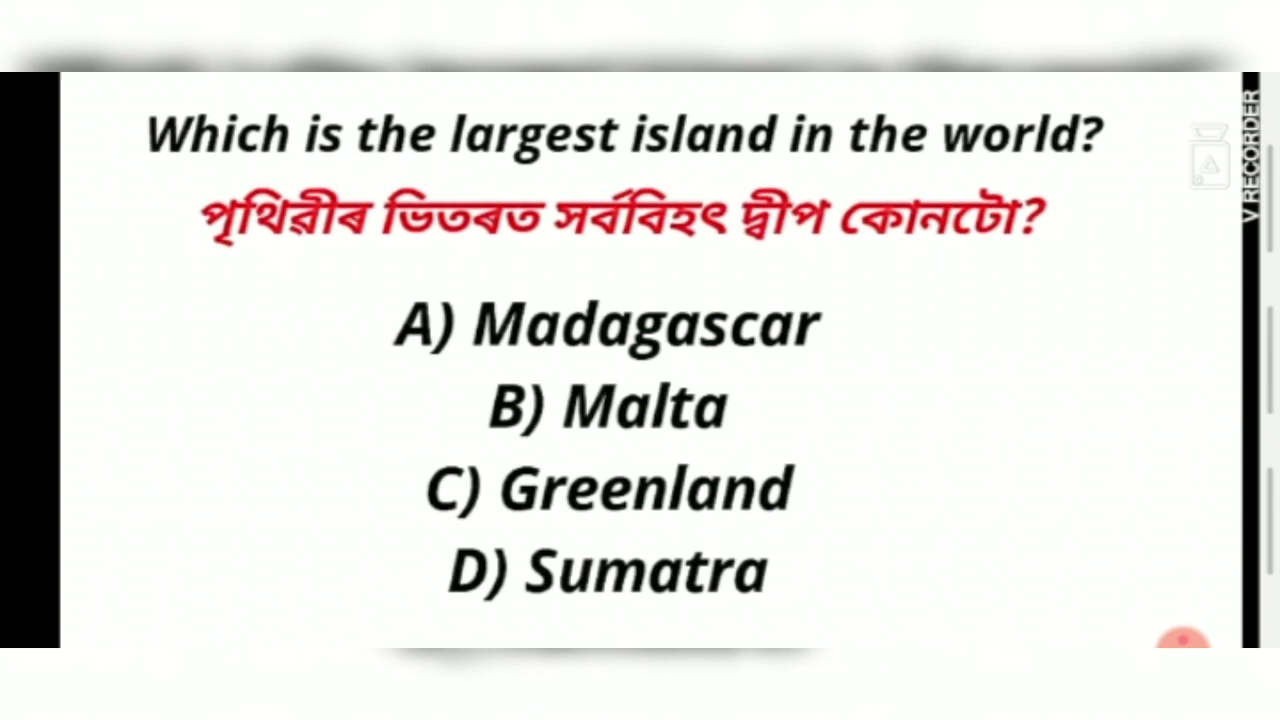 Which is the largest island in the world?
পৃথিৱীৰ ভিতৰত সৰ্ববিহৎ দ্বীপ কোনটো?
A) Madagascar
B) Malta
C) Greenland
D) Sumatra
V RECORDER